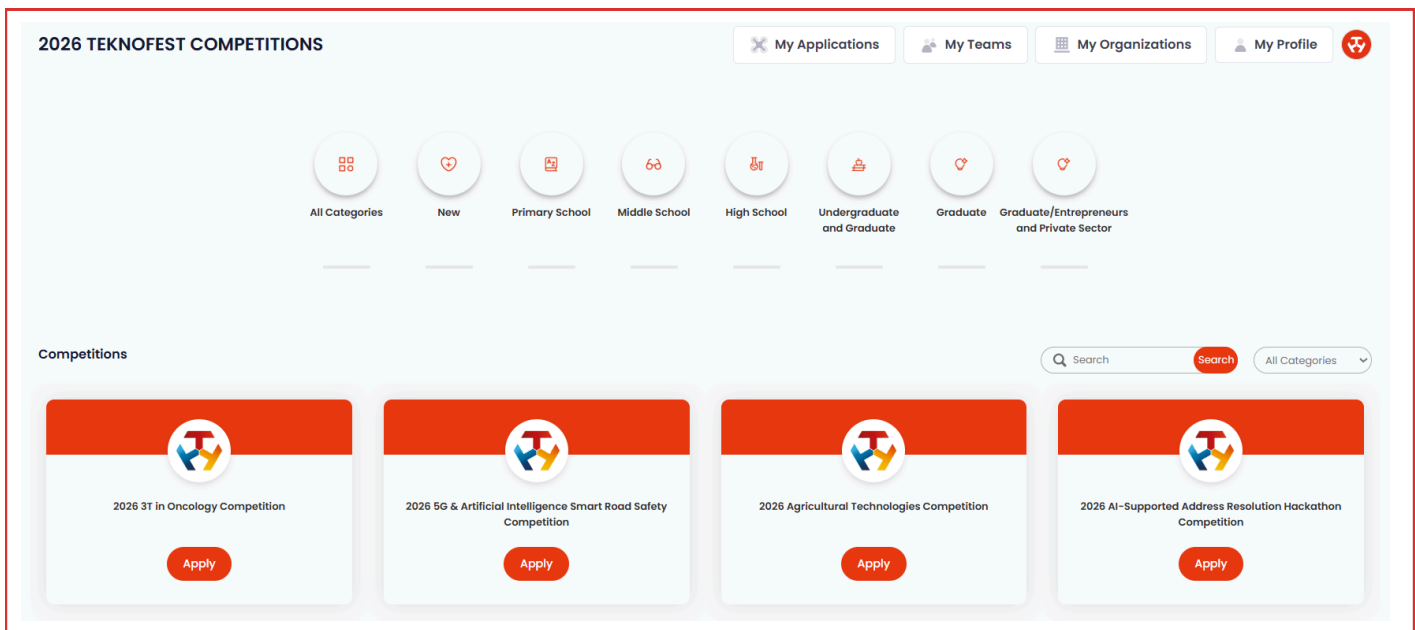 2026 TEKNOFEST COMPETITIONS
My Applications
My Teams
My Organizations
My Profile
All Categories
New
Primary School
Middle School
High School
Undergraduate
and Graduate
Graduate
Graduate/Entrepreneurs
and Private Sector
Competitions
Search
Search
All Categories
2026 3T in Oncology Competition
Apply
2026 5G & Artificial Intelligence Smart Road Safety
Competition
Apply
2026 Agricultural Technologies Competition
Apply
2026 AI-Supported Address Resolution Hackathon
Competition
Apply